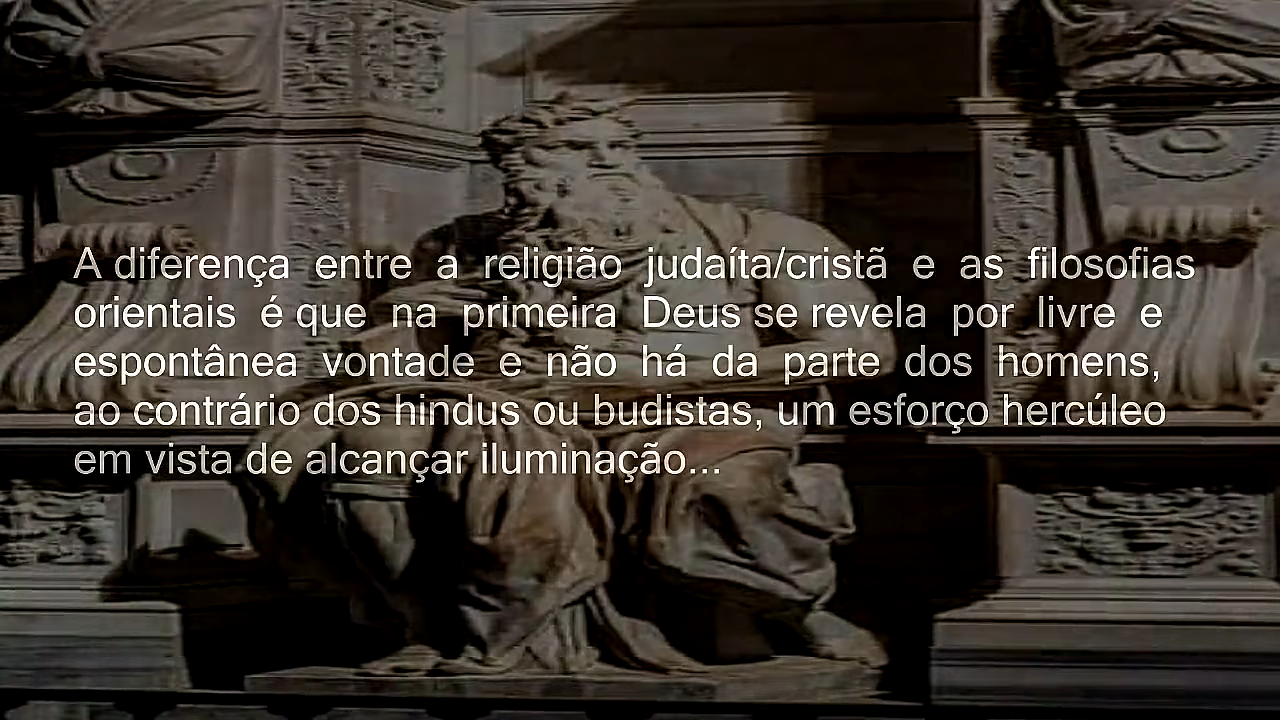 A diferença entre a religião judaíta/cristã e as filosofias
orientais é que na primeira Deus se revela por livre e
espontânea vontade e não há da parte dos homens,
ao contrário dos hindus ou budistas, um esforço hercúleo
em vista de alcançar iluminação...